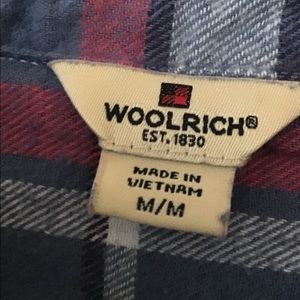 WOOLRICH®
EST. 1830
MADE IN
VIETNAM
M/M